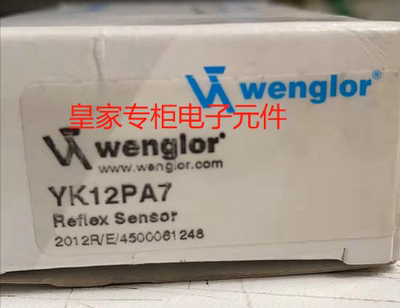 wenglor®
皇家专柜电子元件
wenglor®
www.wenglor.com
YK12PA7
Reflex Sensor
2012R/E/4500061248